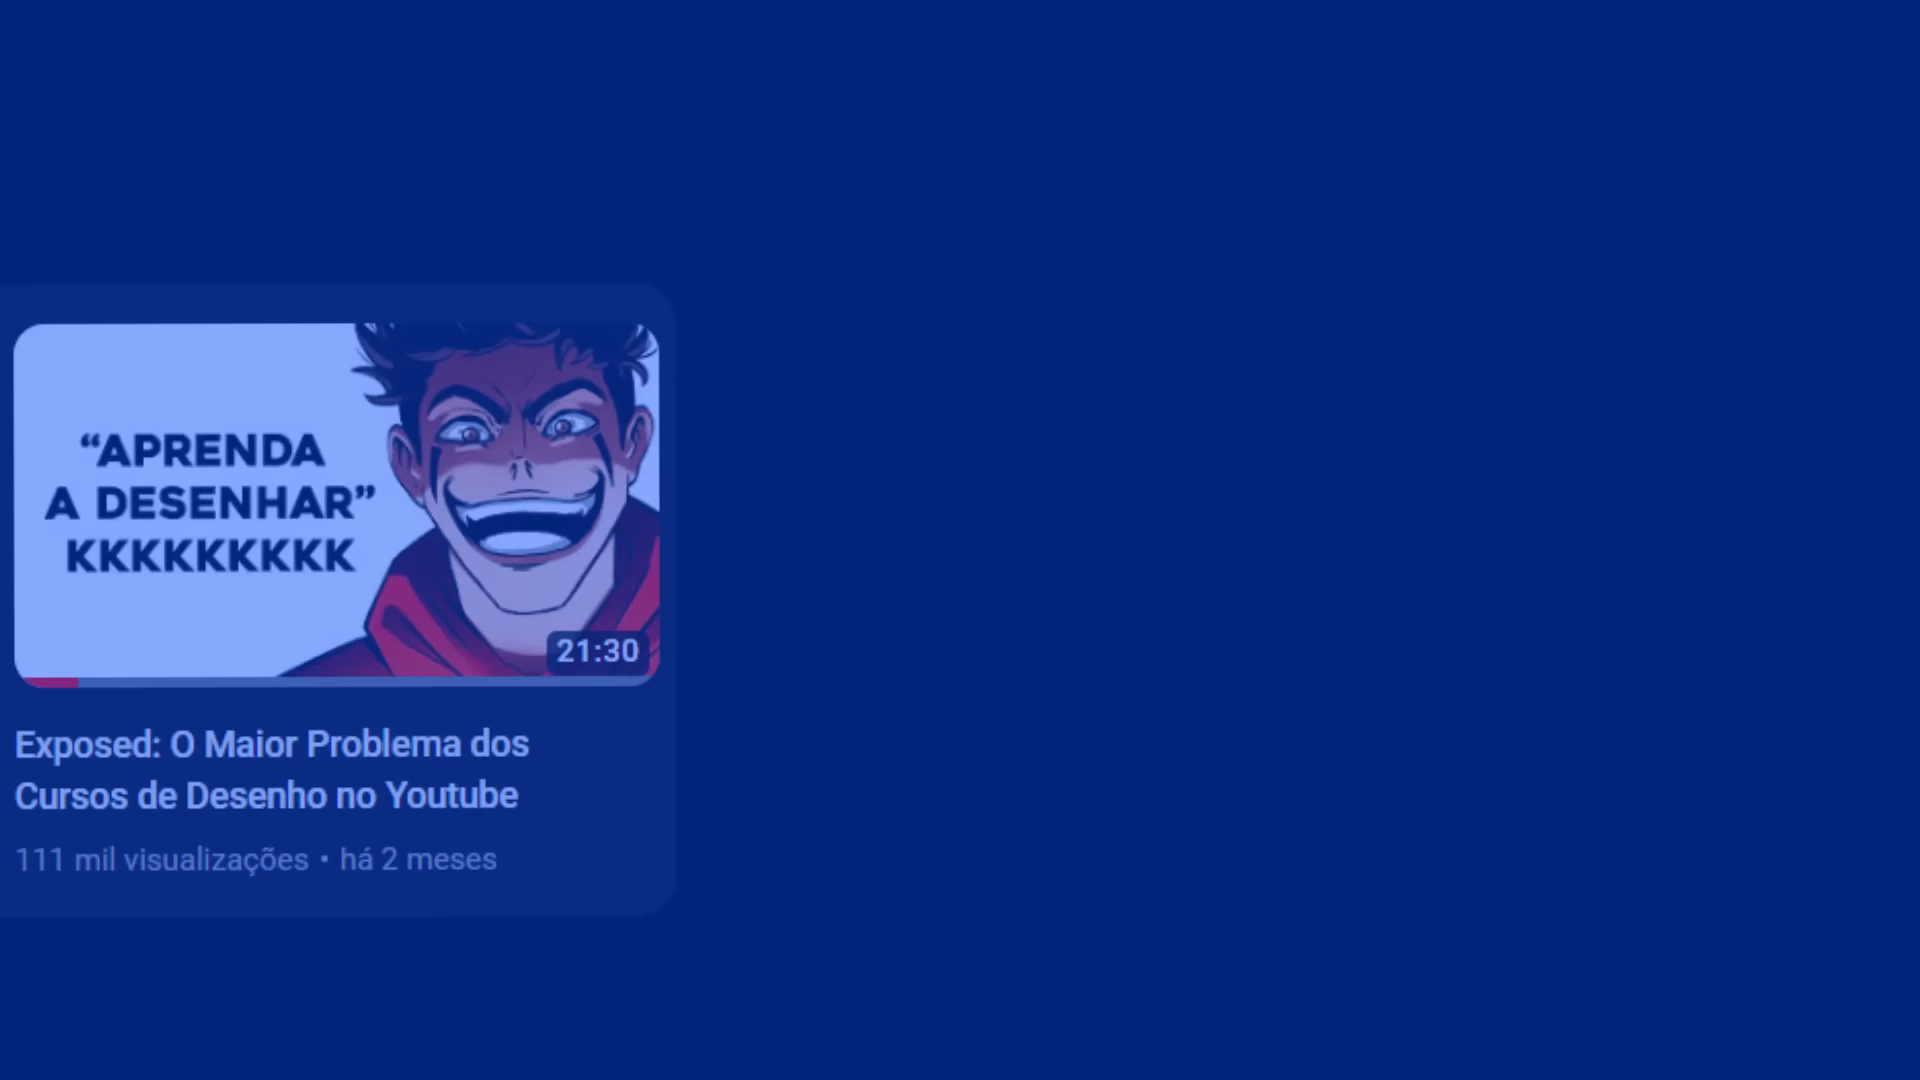 “APRENDA
A DESENHAR”
KKKKKKKKK
21:30
Exposed: O Maior Problema dos
Cursos de Desenho no Youtube
111 mil visualizações • há 2 meses